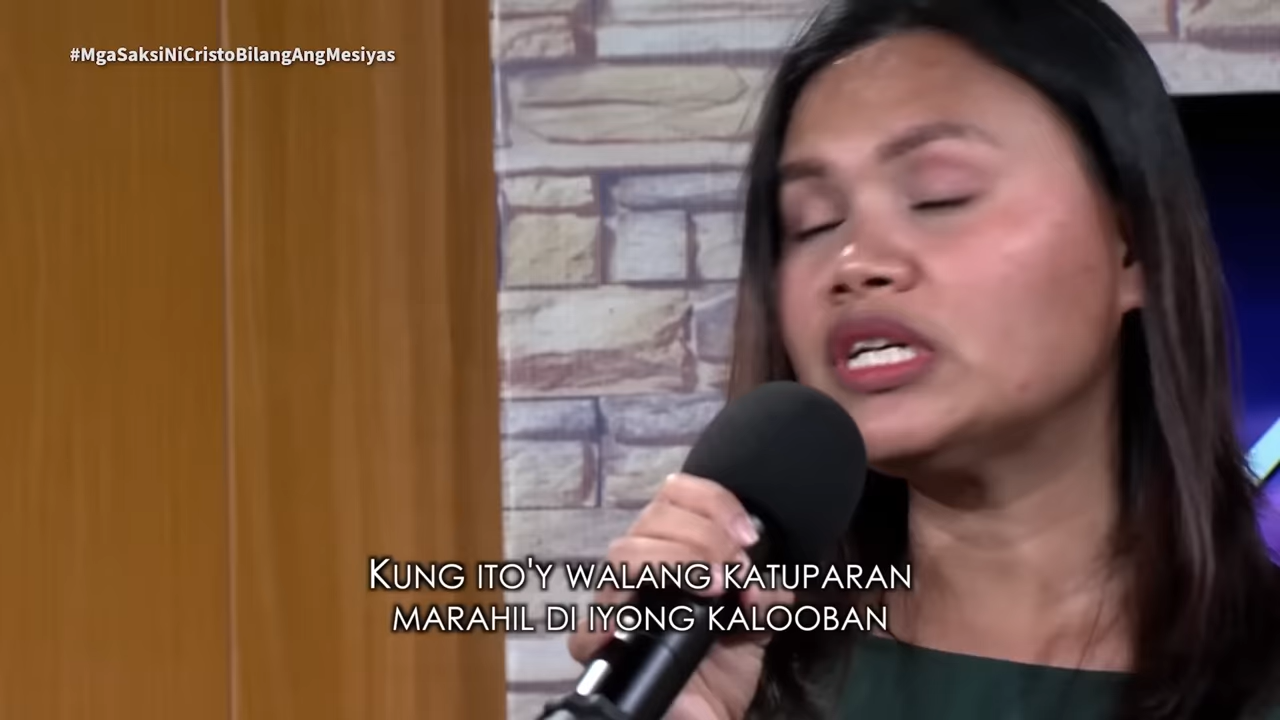 #MgaSaksiNiCristoBilangAngMesiyas
KUNG ITO'Y WALANG KATUPARAN
MARAHIL DI IYONG KALOOBAN